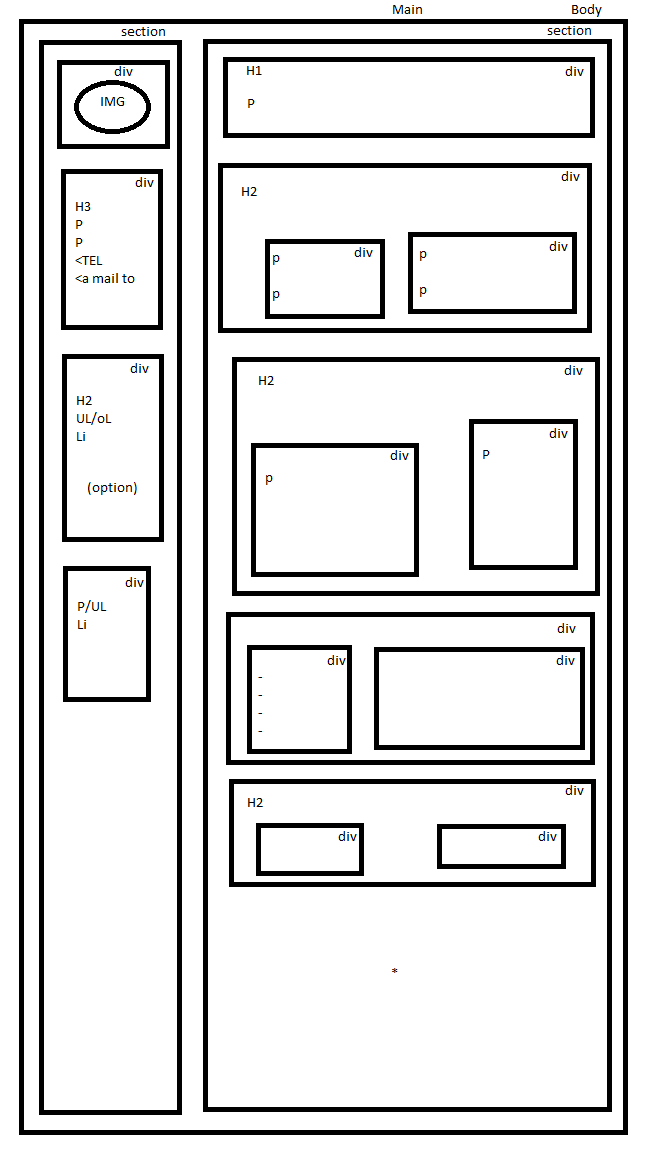 Main
Body
section
div
IMG
div
H3
P
P
<TEL
<a mail to
div
H2
UL/oL
Li
(option)
div
P/UL
Li
section
H1
div
P
div
H2
div
p
p
div
p
p
div
H2
div
p
div
P
div
div
-
-
-
-
div
div
H2
div
div
*